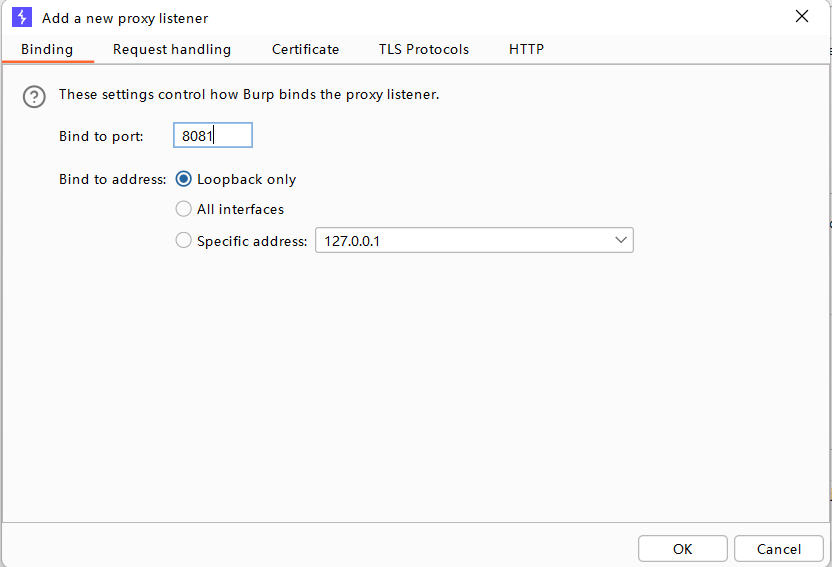 Add a new proxy listener
Binding Request handling Certificate TLS Protocols HTTP
These settings control how Burp binds the proxy listener.
Bind to port: 8081
Bind to address: Loopback only
All interfaces
Specific address: 127.0.0.1
OK Cancel